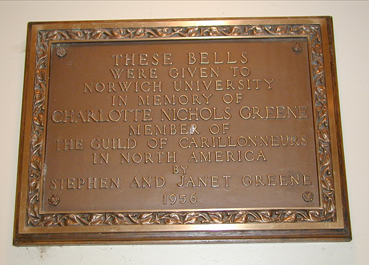 THESE BELLS
WERE GIVEN TO
NORWICH UNIVERSITY
IN MEMORY OF
CHARLOTTE NICHOLS GREENE
MEMBER OF
THE GUILD OF CARILLONNEURS
IN NORTH AMERICA
BY
STEPHEN AND JANET GREENE
1956